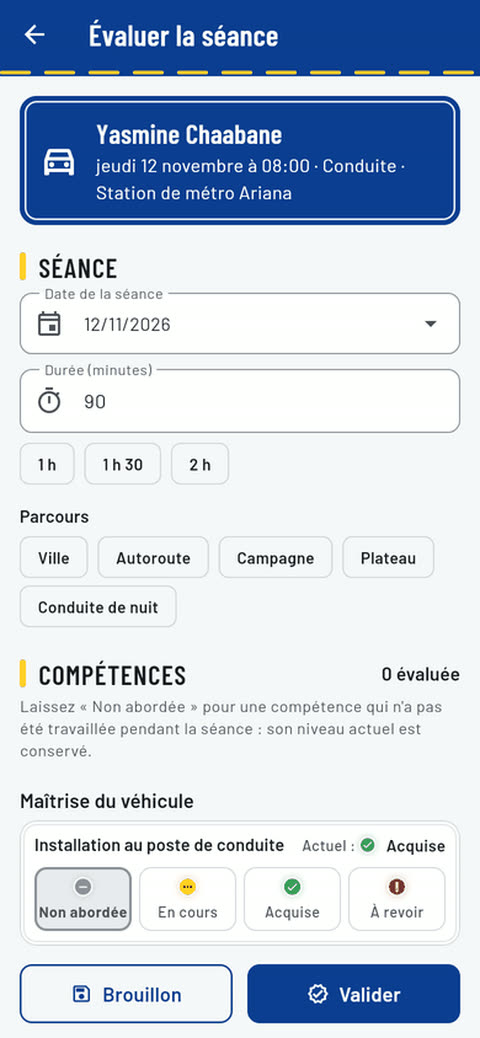 Évaluer la séance
Yasmine Chaabane
jeudi 12 novembre à 08:00 · Conduite ·
Station de métro Ariana
SÉANCE
Date de la séance
12/11/2026
Durée (minutes)
90
1 h
1 h 30
2 h
Parcours
Ville
Autoroute
Campagne
Plateau
Conduite de nuit
COMPÉTENCES
0 évaluée
Laissez « Non abordée » pour une compétence qui n'a pas
été travaillée pendant la séance : son niveau actuel est
conservé.
Maîtrise du véhicule
Installation au poste de conduite
Actuel : Acquise
Non abordée
En cours
Acquise
À revoir
Brouillon
Valider